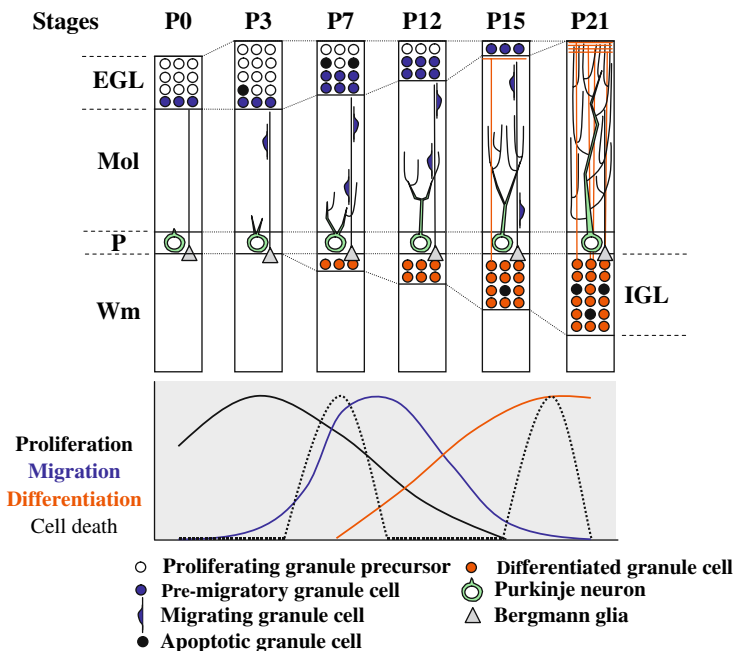 Stages P0 P3 P7 P12 P15 P21
EGL
Mol
P
Wm
IGL
Proliferation
Migration
Differentiation
Cell death
Proliferating granule precursor
Pre-migratory granule cell
Migrating granule cell
Apoptotic granule cell
Differentiated granule cell
Purkinje neuron
Bergmann glia